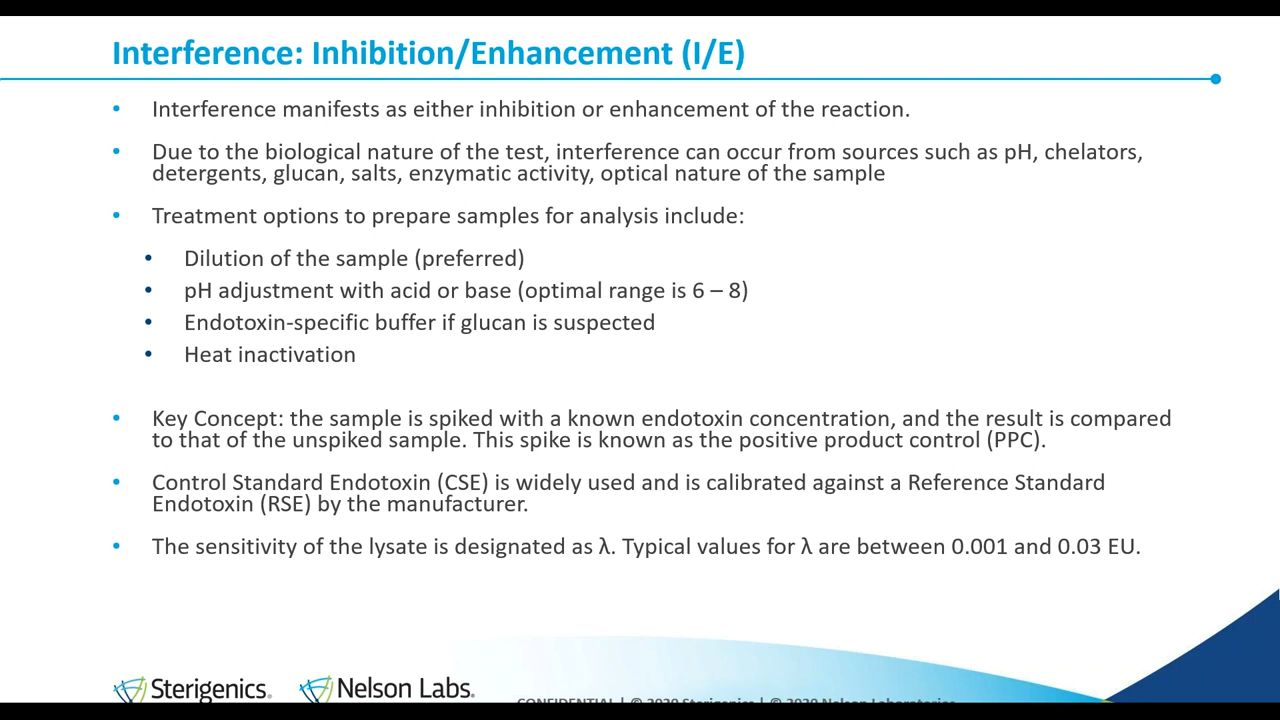 Interference: Inhibition/Enhancement (I/E)
• Interference manifests as either inhibition or enhancement of the reaction.
• Due to the biological nature of the test, interference can occur from sources such as pH, chelators,
detergents, glucan, salts, enzymatic activity, optical nature of the sample
• Treatment options to prepare samples for analysis include:
• Dilution of the sample (preferred)
• pH adjustment with acid or base (optimal range is 6 – 8)
• Endotoxin-specific buffer if glucan is suspected
• Heat inactivation
• Key Concept: the sample is spiked with a known endotoxin concentration, and the result is compared
to that of the unspiked sample. This spike is known as the positive product control (PPC).
• Control Standard Endotoxin (CSE) is widely used and is calibrated against a Reference Standard
Endotoxin (RSE) by the manufacturer.
• The sensitivity of the lysate is designated as λ. Typical values for λ are between 0.001 and 0.03 EU.
Sterigenics® Nelson Labs®
CONFIDENTIAL | © 2020 Sterigenics | © 2020 Nelson Laboratories